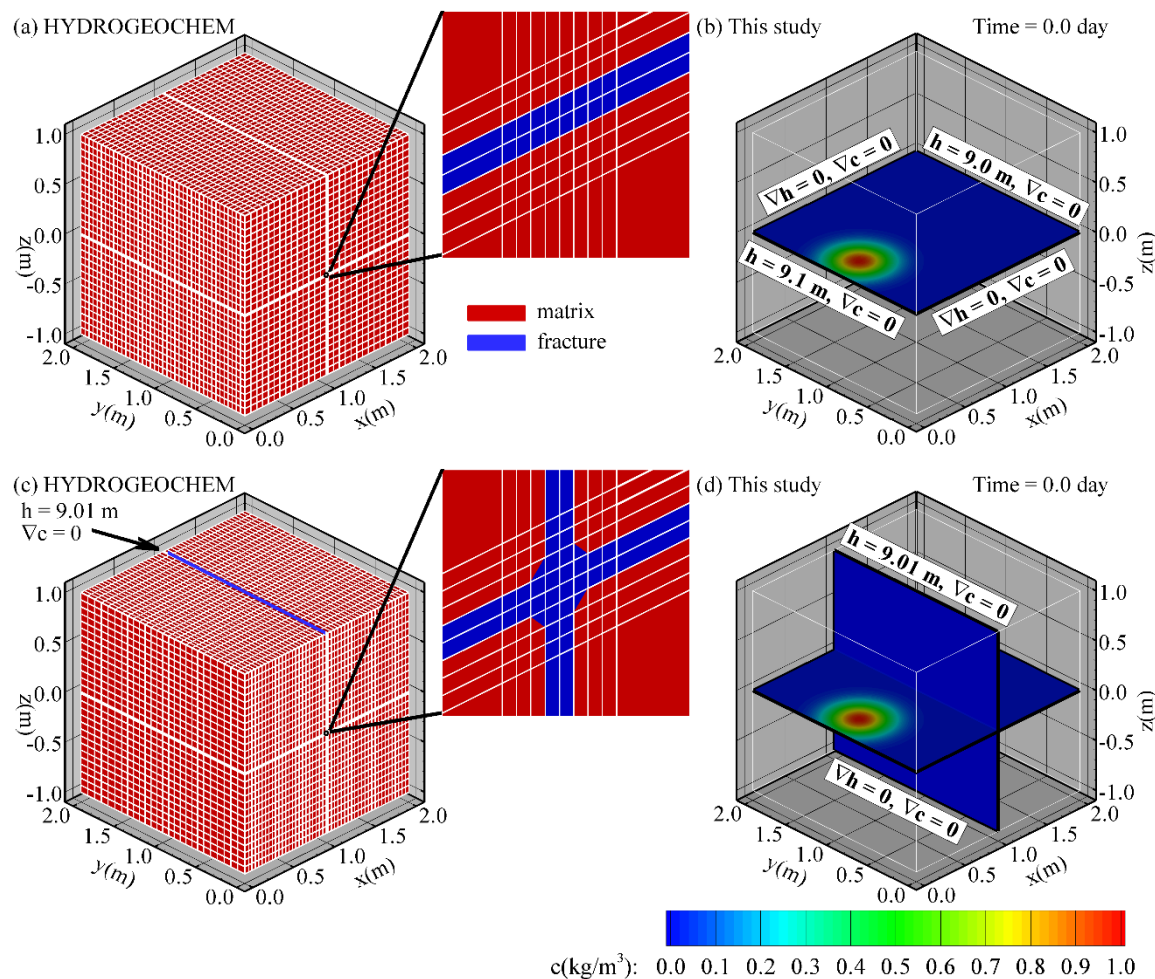 (a) HYDROGEOCHEM
1.0
0.5
0.0
-0.5
-1.0
z(m)
2.0
1.5
1.0
0.5
0.0
y(m)
0.0
0.5
1.0
1.5
2.0
x(m)
matrix
fracture
(b) This study
Time = 0.0 day
∇h = 0, ∇c = 0
h = 9.0 m, ∇c = 0
h = 9.1 m, ∇c = 0
∇h = 0, ∇c = 0
1.0
0.5
0.0
-0.5
-1.0
z(m)
2.0
1.5
1.0
0.5
0.0
y(m)
0.0
0.5
1.0
1.5
2.0
x(m)
(c) HYDROGEOCHEM
h = 9.01 m
∇c = 0
1.0
0.5
0.0
-0.5
-1.0
z(m)
2.0
1.5
1.0
0.5
0.0
y(m)
0.0
0.5
1.0
1.5
2.0
x(m)
(d) This study
Time = 0.0 day
h = 9.01 m, ∇c = 0
∇h = 0, ∇c = 0
1.0
0.5
0.0
-0.5
-1.0
z(m)
2.0
1.5
1.0
0.5
0.0
y(m)
0.0
0.5
1.0
1.5
2.0
x(m)
c(kg/m³): 0.0 0.1 0.2 0.3 0.4 0.5 0.6 0.7 0.8 0.9 1.0